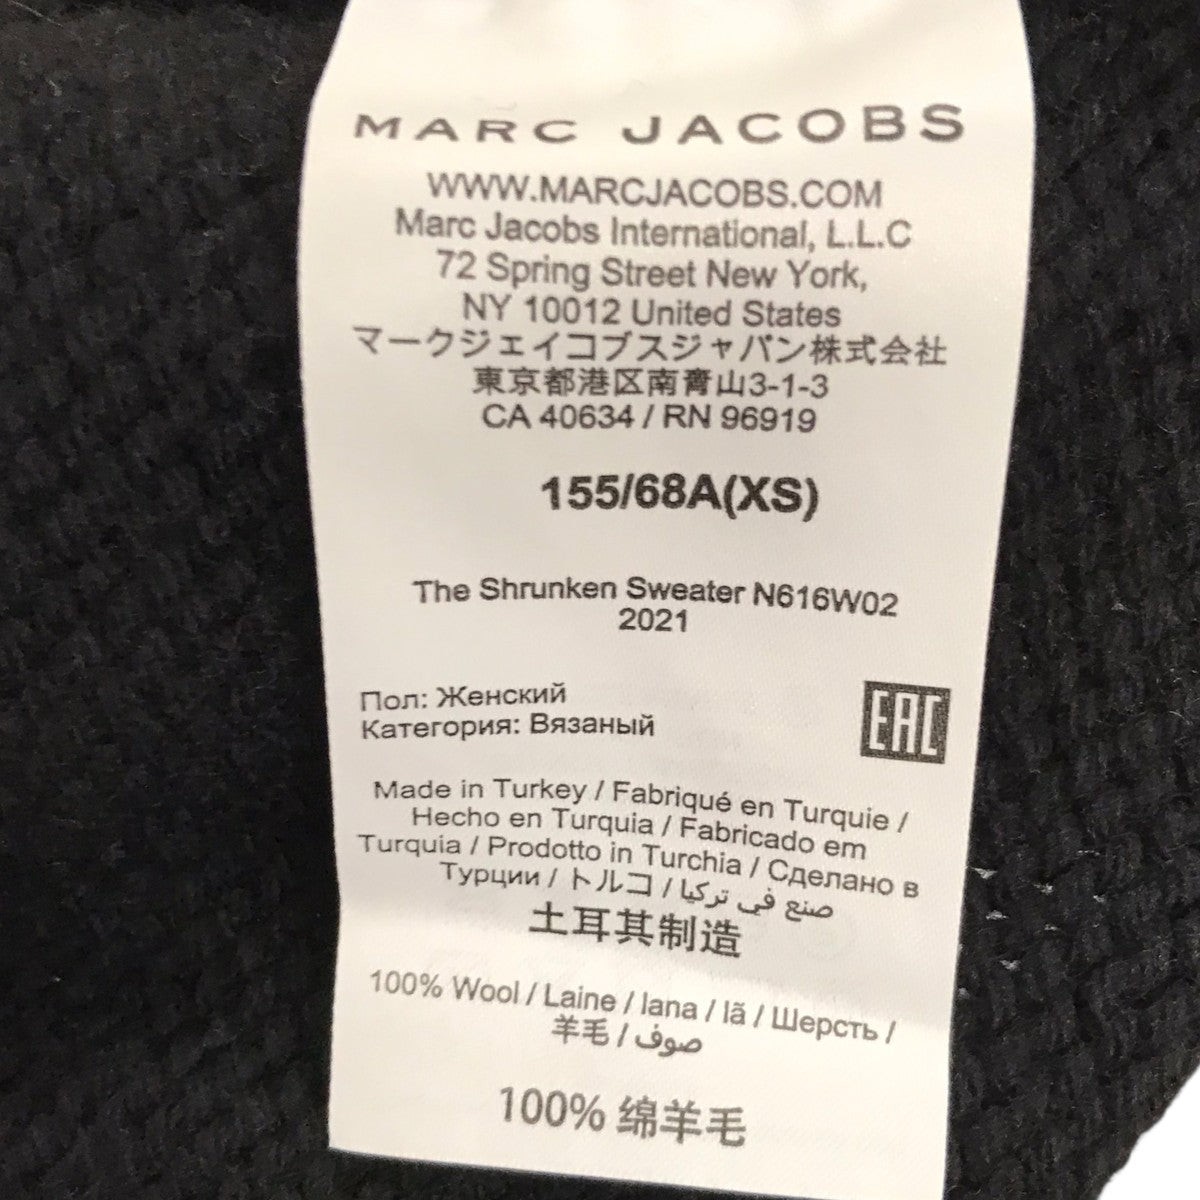 MARC JACOBS
WWW.MARCJACOBS.COM
Marc Jacobs International, L.L.C
72 Spring Street New York,
NY 10012 United States
マークジェイコブスジャパン株式会社
東京都港区南青山3-1-3
CA 40634 / RN 96919
155/68A(XS)
The Shrunken Sweater N616W02
2021
Пол: Женский
Категория: Вязаный
EAC
Made in Turkey / Fabriqué en Turquie /
Hecho en Turquia / Fabricado em
Turquia / Prodotto in Turchia / Сделано в
Турции / トルコ / صنع في تركيا
土耳其制造
100% Wool / Laine / lana / lã / Шерсть /
羊毛 / صوف
100% 绵羊毛